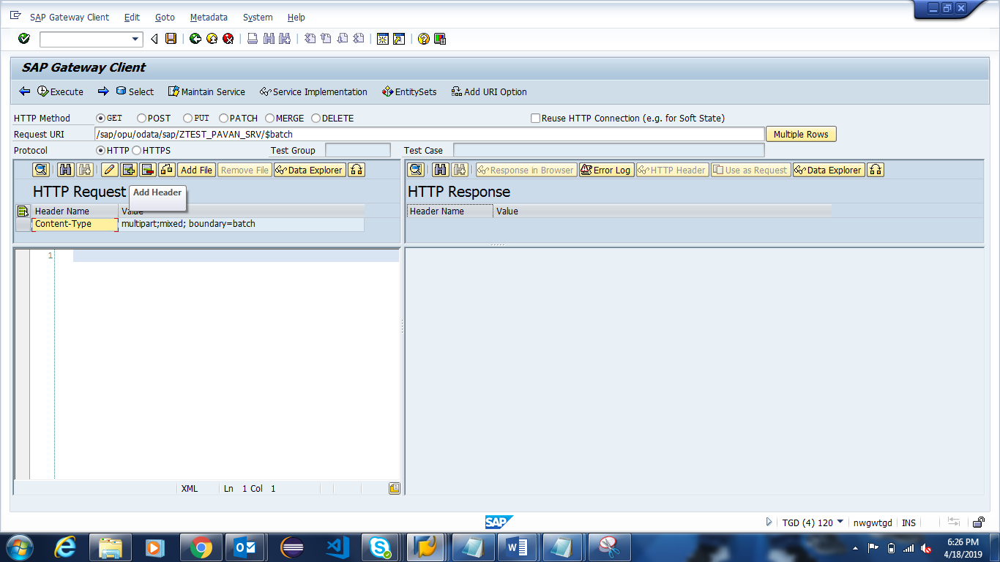 SAP Gateway Client Edit Goto Metadata System Help
SAP Gateway Client
Execute Select Maintain Service Service Implementation EntitySets Add URI Option
HTTP Method GET POST PUT PATCH MERGE DELETE Reuse HTTP Connection (e.g. for Soft State)
Request URI /sap/opu/odata/sap/ZTEST_PAVAN_SRV/$batch Multiple Rows
Protocol HTTP HTTPS Test Group Test Case
Add File Remove File Data Explorer Response in Browser Error Log HTTP Header Use as Request Data Explorer
HTTP Request Add Header HTTP Response
Header Name Value Header Name Value
Content-Type multipart;mixed; boundary=batch
1
XML Ln 1 Col 1
SAP TGD (4) 120 nwgwtgd INS
6:26 PM
4/18/2019